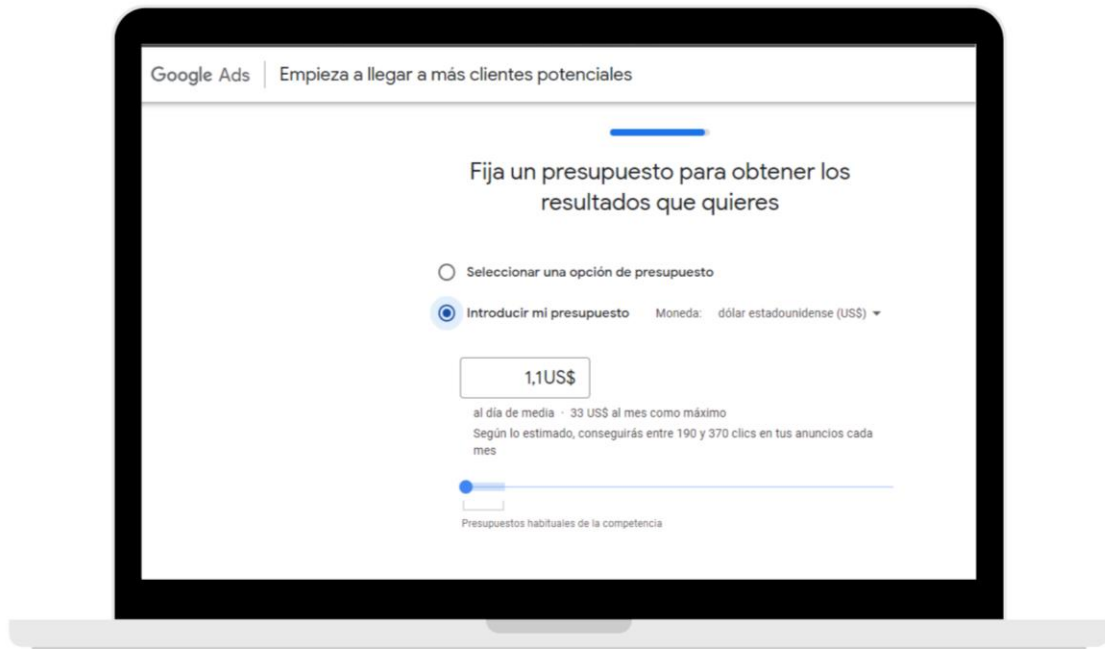 Google Ads Empieza a llegar a más clientes potenciales
Fija un presupuesto para obtener los
resultados que quieres
Seleccionar una opción de presupuesto
Introducir mi presupuesto Moneda: dólar estadounidense (US$)
1,1US$
al día de media · 33 US$ al mes como máximo
Según lo estimado, conseguirás entre 190 y 370 clics en tus anuncios cada
mes
Presupuestos habituales de la competencia